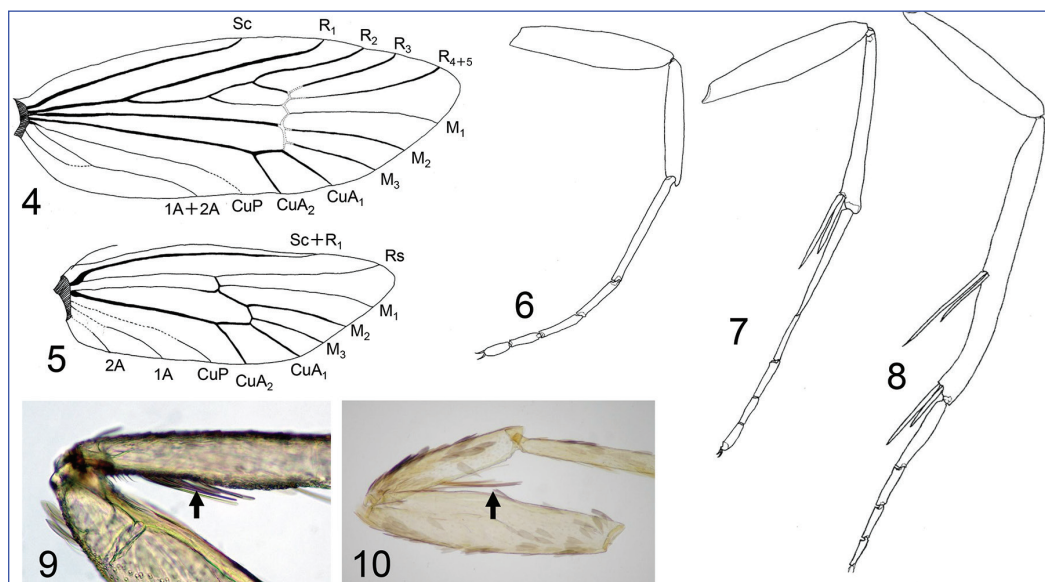 Sc R₁ R₂ R₃ R₄₊₅
M₁
M₂
M₃
4
1A+2A CuP CuA₂ CuA₁
Sc+R₁
Rs
M₁
M₂
M₃
5
2A 1A CuP CuA₂ CuA₁
6
7
8
9
10